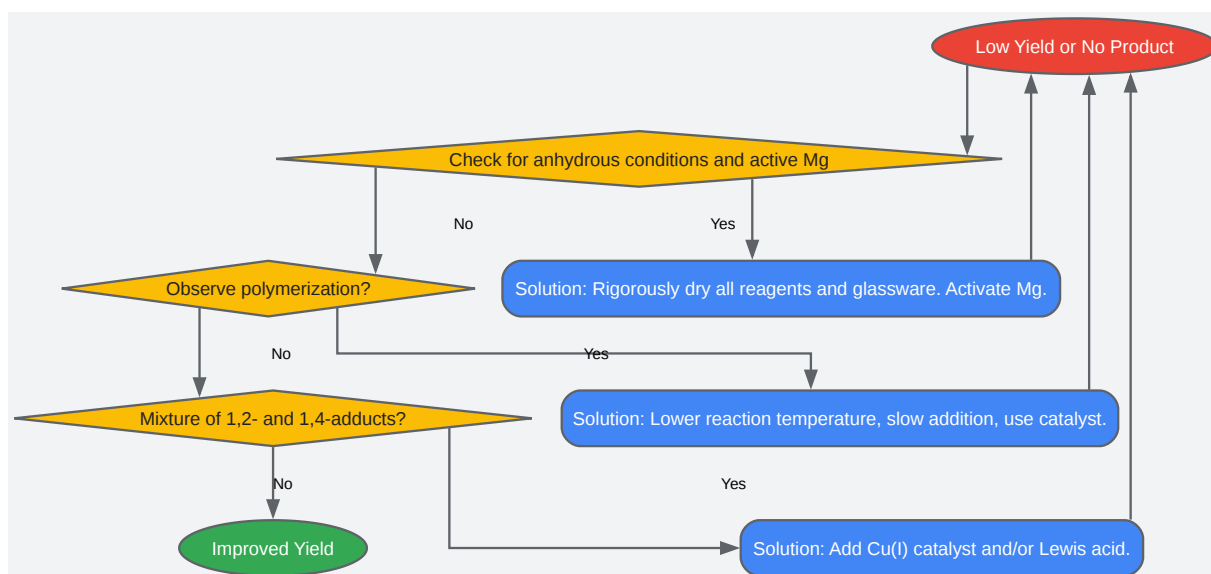 Low Yield or No Product
Check for anhydrous conditions and active Mg
No
Yes
Observe polymerization?
Solution: Rigorously dry all reagents and glassware. Activate Mg.
No
Yes
Mixture of 1,2- and 1,4-adducts?
Solution: Lower reaction temperature, slow addition, use catalyst.
No
Yes
Improved Yield
Solution: Add Cu(I) catalyst and/or Lewis acid.